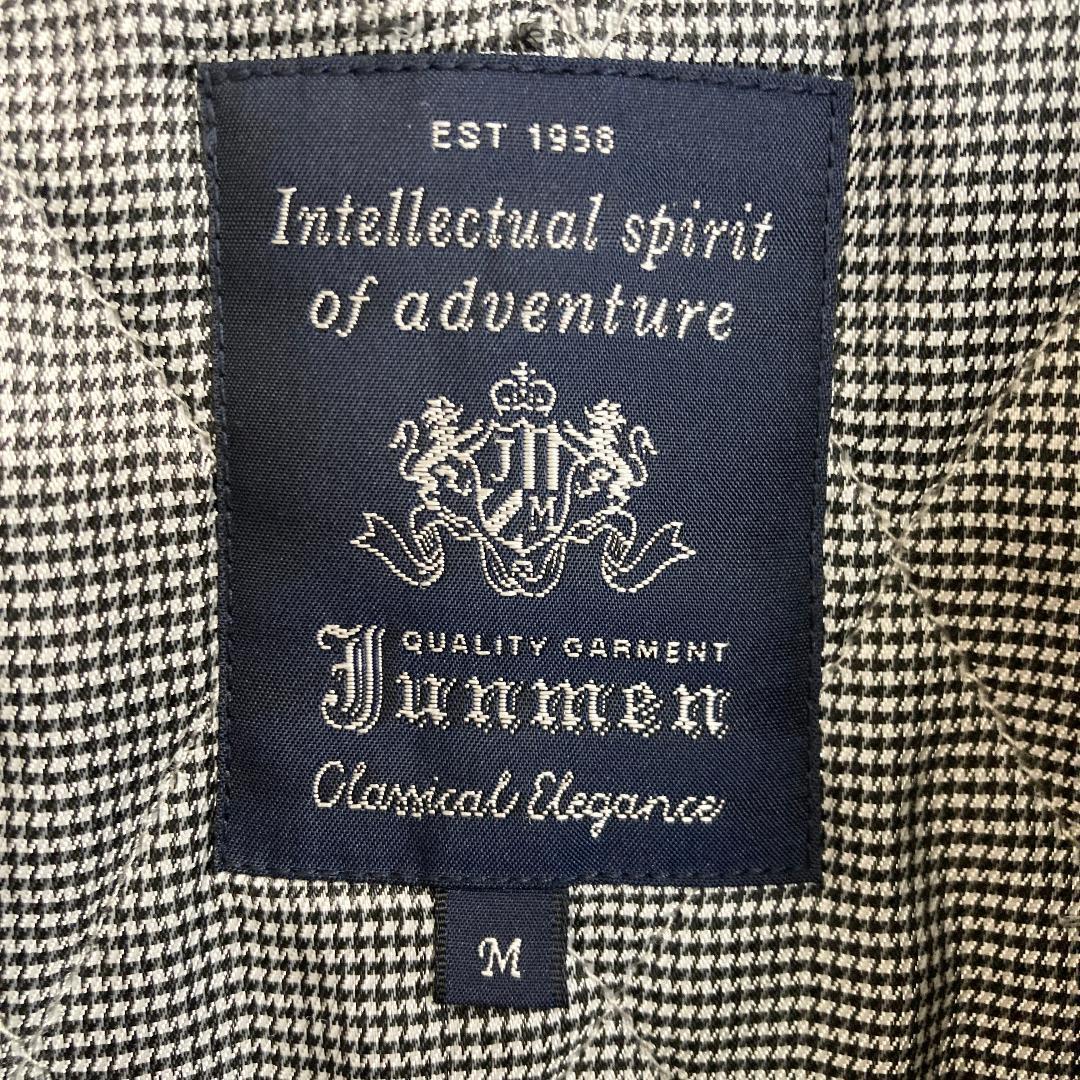 EST 1958
Intellectual spirit
of adventure
J
M
QUALITY GARMENT
Junmen
Classical Elegance
M